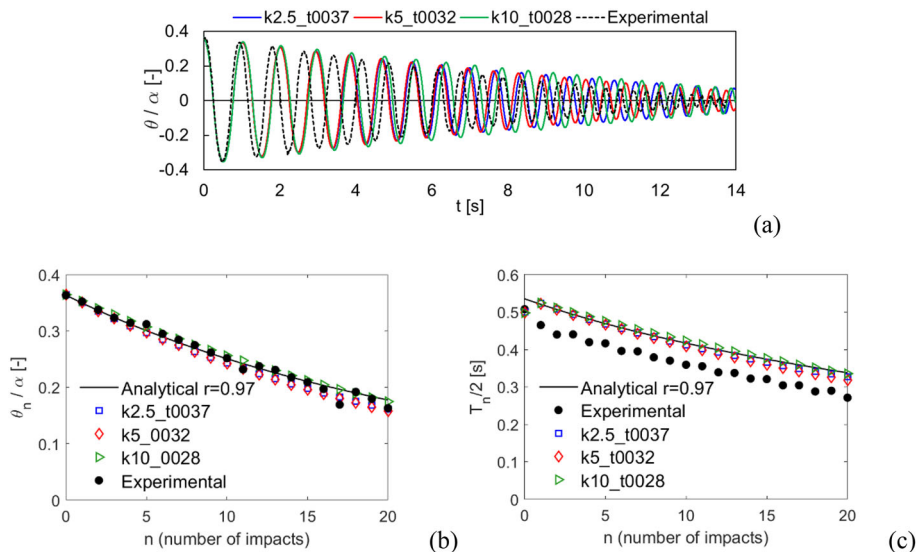 k2.5_t0037 k5_t0032 k10_t0028 Experimental
0.4
0.2
0
-0.2
-0.4
θ / α [-]
0 2 4 6 8 10 12 14
t [s]
(a)
0.4
0.3
0.2
0.1
0
θn / α [-]
Analytical r=0.97
k2.5_t0037
k5_0032
k10_0028
Experimental
0 5 10 15 20
n (number of impacts)
(b)
0.6
0.5
0.4
0.3
0.2
0.1
0
Tn/2 [s]
Analytical r=0.97
Experimental
k2.5_t0037
k5_t0032
k10_t0028
0 5 10 15 20
n (number of impacts)
(c)